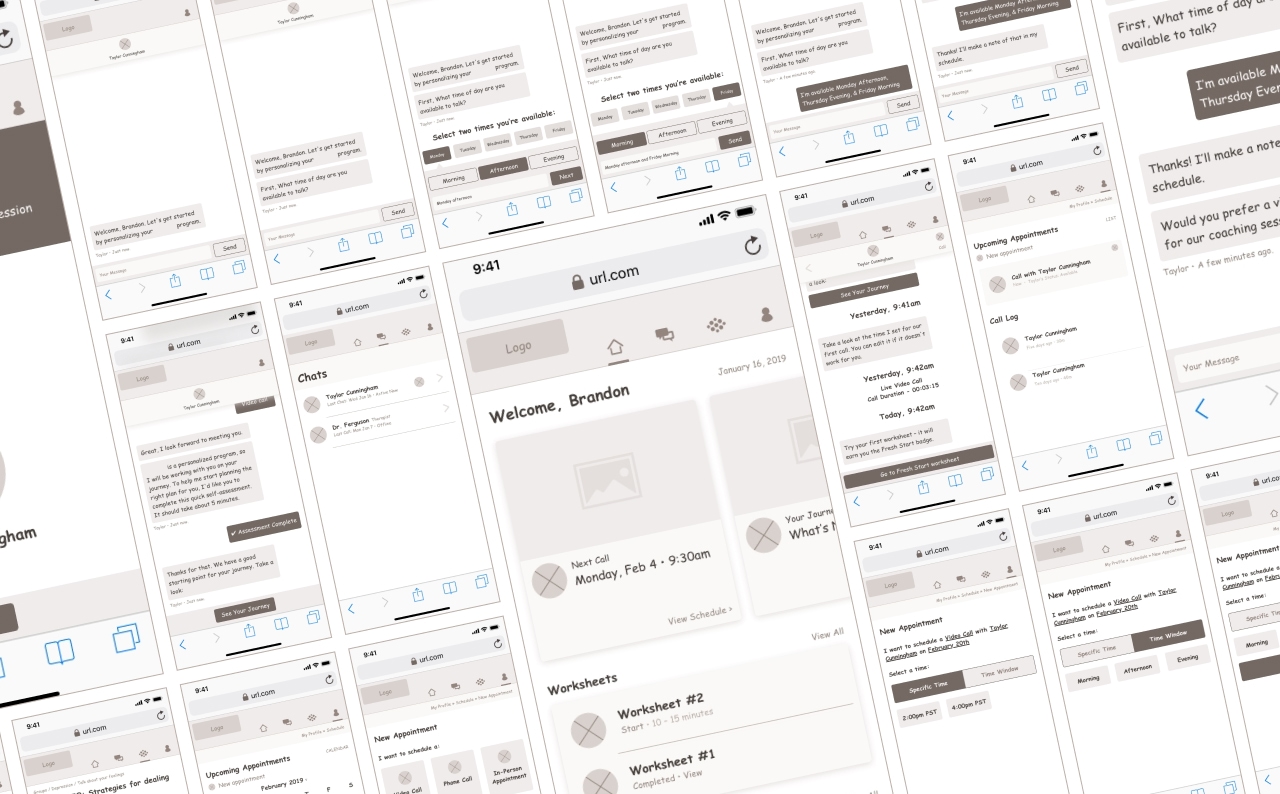 Logo
Taylor Cunningham
Welcome, Brandon. Let's get started
by personalizing your program.
Taylor • Just now
Your Message
Send
Taylor Cunningham
Welcome, Brandon. Let's get started
by personalizing your program.
First, What time of day are you
available to talk?
Taylor • Just now
Your Message
Send
Welcome, Brandon. Let's get started
by personalizing your program.
First, What time of day are you
available to talk?
Taylor • Just now
Select two times you're available:
Monday
Tuesday
Wednesday
Thursday
Friday
Morning
Afternoon
Evening
Monday afternoon
Next
Welcome, Brandon. Let's get started
by personalizing your program.
First, What time of day are you
available to talk?
Taylor • Just now
Select two times you're available:
Monday
Tuesday
Wednesday
Thursday
Friday
Morning
Afternoon
Evening
Monday afternoon and Friday Morning
Send
Welcome, Brandon. Let's get started
by personalizing your program.
First, What time of day are you
available to talk?
Taylor • A few minutes ago.
I'm available Monday Afternoon,
Thursday Evening, & Friday Morning
Your Message
Send
I'm available Monday Afternoon,
Thursday Evening, & Friday Morning
Thanks! I'll make a note of that in my
schedule.
Taylor • Just now
Your Message
Send
First, What time of day
available to talk?
I'm available Monday
Thursday
Thanks! I'll make a note
schedule.
Would you prefer a
for our coaching
Taylor • A few minutes ago.
Your Message
9:41
url.com
Logo
Taylor Cunningham
Great, I look forward to meeting you.
is a personalized program, so
I will be working with you on your
journey. To help me start planning the
right plan for you, I'd like you to
complete this quick self-assessment.
It should take about 5 minutes.
Taylor • Just now
✓ Assessment Complete
Thanks for that. We have a good
starting point for your journey. Take a
look:
Taylor • Just now
See Your Journey
9:41
url.com
Logo
Chats
Taylor Cunningham
Last chat: Wed Jan 16 • Active Now
Dr. Ferguson Therapist
Last Call: Mon Jan 7 • Offline
9:41
url.com
Logo
January 16, 2019
Welcome, Brandon
Next Call
Monday, Feb 4 • 9:30am
View Schedule >
Your
What's
View All
Worksheets
Worksheet #2
Start • 10 - 15 minutes
Worksheet #1
Completed • View
9:41
url.com
Logo
Taylor Cunningham
a look:
See Your Journey
Yesterday, 9:41am
Take a look at the time I set for our
first call. You can edit it if it doesn't
work for you.
Yesterday, 9:42am
Live Video Call
Call Duration - 00:03:15
Today, 9:42am
Try your first worksheet - it will
earn you the Fresh Start badge.
Go to Fresh Start worksheet
9:41
url.com
Logo
My Profile > Schedule
LIST
Upcoming Appointments
New appointment
Call with Taylor Cunningham
Call Log
Taylor Cunningham
Taylor Cunningham
9:41
url.com
Logo
Strategies for dealing
9:41
url.com
Logo
My Profile > Schedule
CALENDAR
Upcoming Appointments
New appointment
February 2019
F
S
9:41
url.com
Logo
My Profile > Schedule > New Appointment
New Appointment
I want to schedule a:
Video Call
Phone Call
In-Person
Appointment
9:41
url.com
Logo
My Profile > Schedule > New Appointment
New Appointment
I want to schedule a Video Call with Taylor
Cunningham on February 20th
Select a time:
Specific Time
Time Window
2:00pm PST
4:00pm PST
9:41
url.com
Logo
My Profile > Schedule > New Appointment
New Appointment
I want to schedule a Video Call with Taylor
Cunningham on February 20th
Select a time:
Specific Time
Time Window
Morning
Afternoon
Evening
9:41
Logo
New Appointment
I want to schedule a
Cunningham on February
Select a time:
Specific Time
Morning